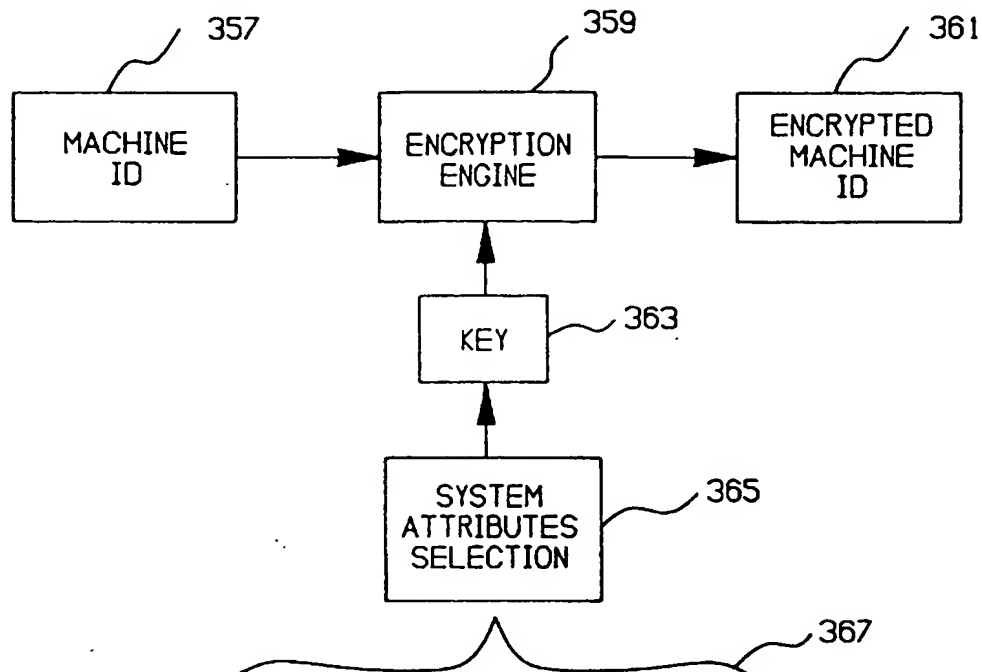 357
359
361
MACHINE
ID
ENCRYPTION
ENGINE
ENCRYPTED
MACHINE
ID
KEY
363
SYSTEM
ATTRIBUTES
SELECTION
365
367